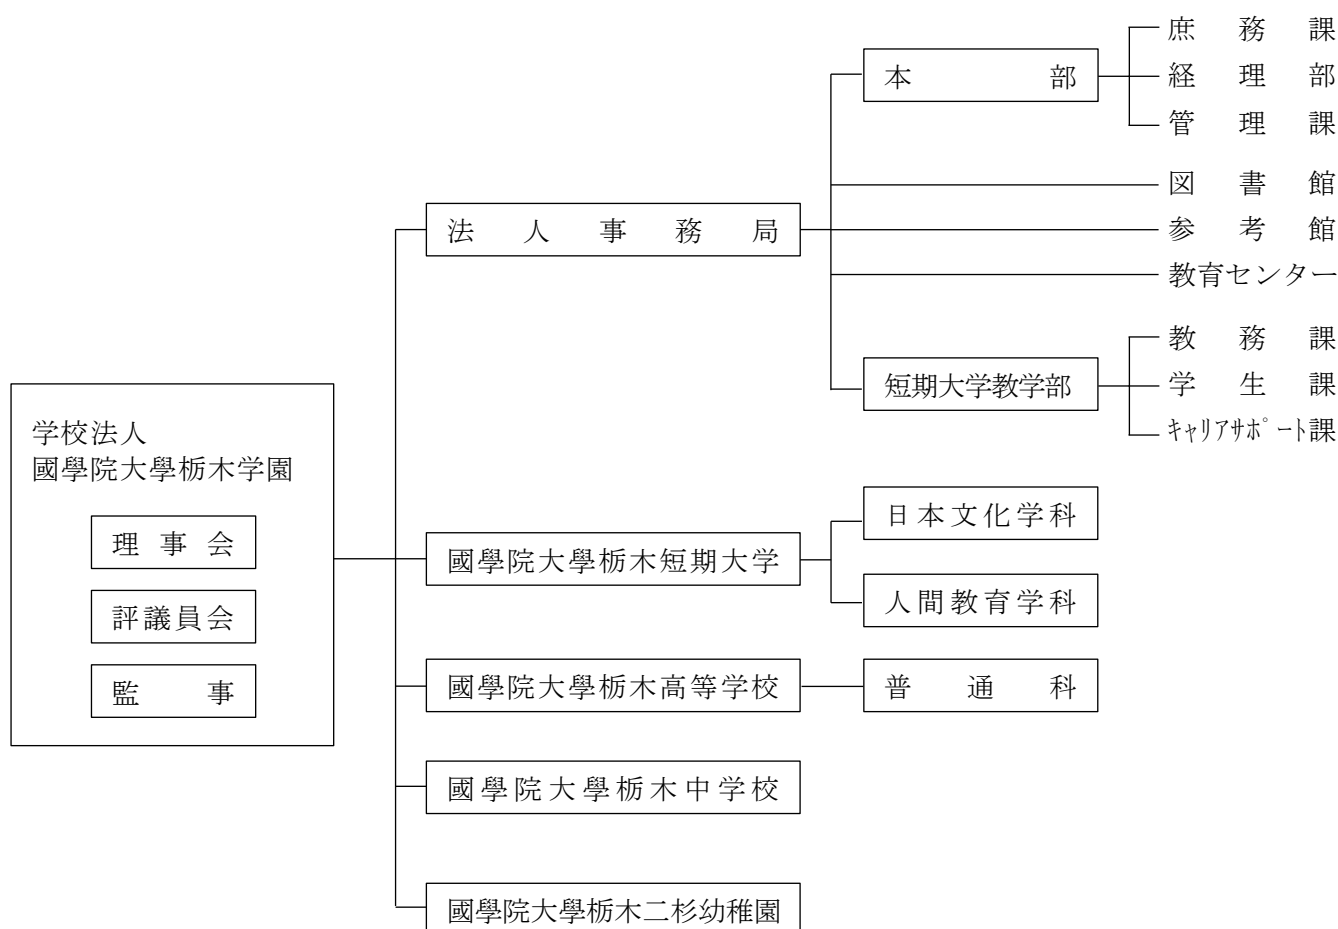 庶務課
本部
経理部
管理課
図書館
法人事務局
参考館
教育センター
教務課
短期大学教学部
学生課
キャリアサポート課
学校法人
國學院大學栃木学園
理事会
評議員会
監事
日本文化学科
國學院大學栃木短期大学
人間教育学科
國學院大學栃木高等学校
普通科
國學院大學栃木中学校
國學院大學栃木二杉幼稚園